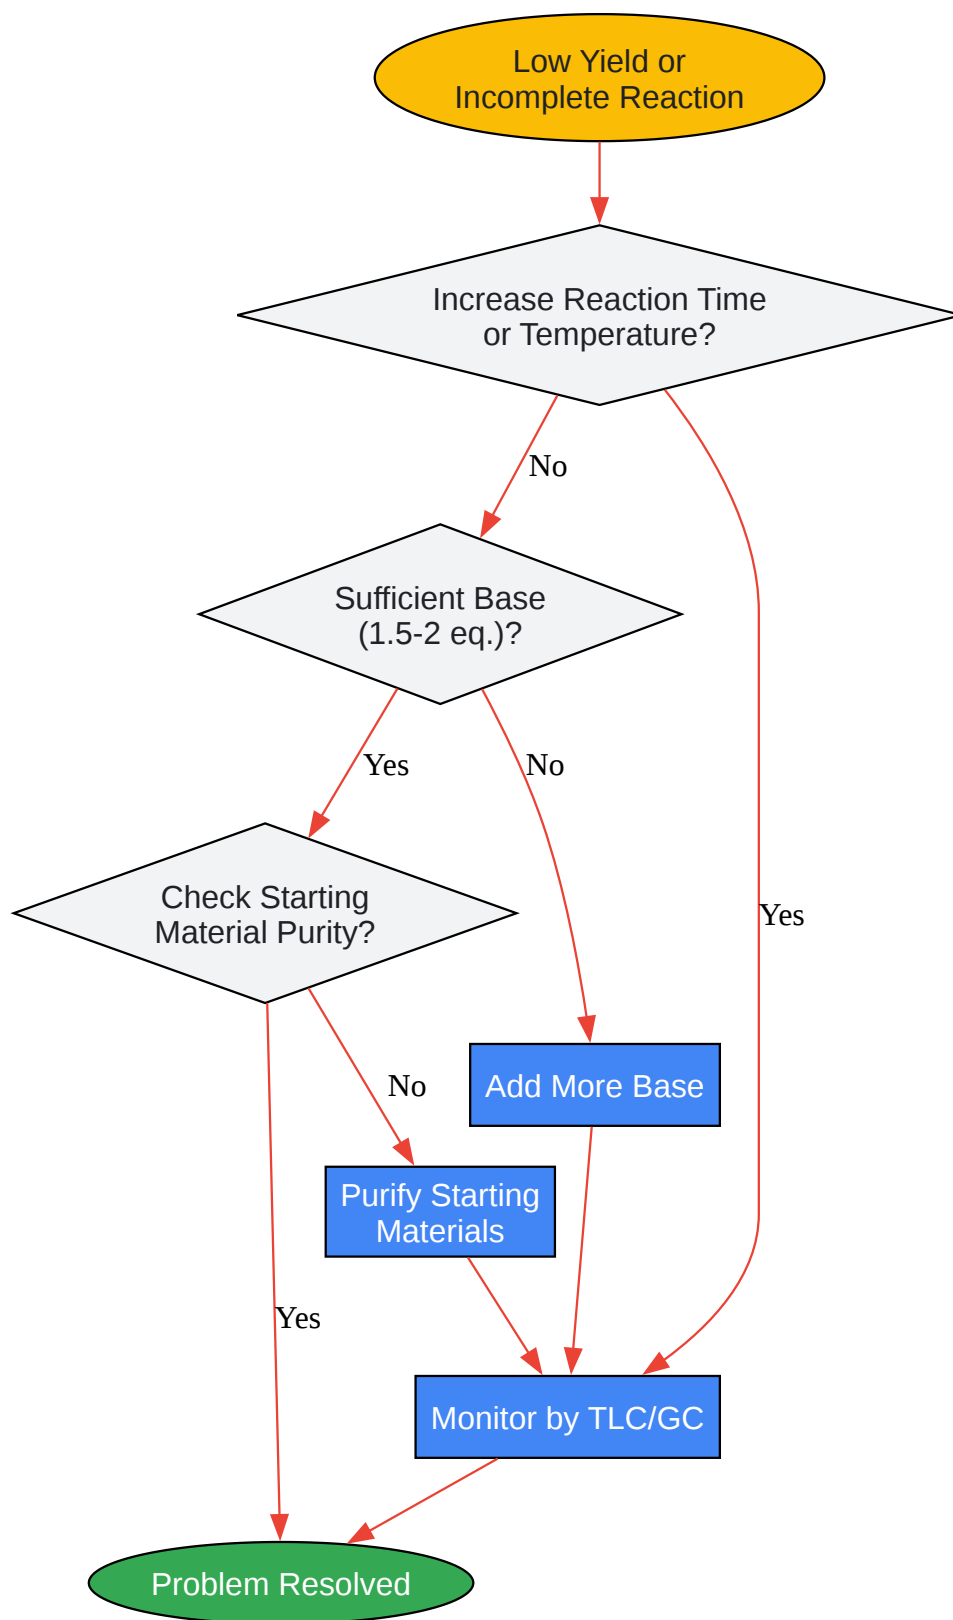 Low Yield or
Incomplete Reaction
Increase Reaction Time
or Temperature?
No
Sufficient Base
(1.5-2 eq.)?
Yes
No
Check Starting
Material Purity?
Yes
No
Add More Base
Purify Starting
Materials
Yes
Monitor by TLC/GC
Problem Resolved